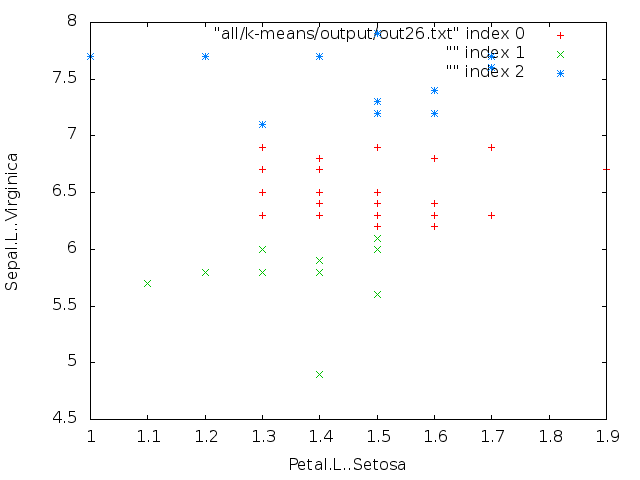 "all/k-means/output/out26.txt" index 0
"" index 1
"" index 2
8
7.5
7
6.5
6
5.5
5
4.5
Sepal.L..Virginica
1 1.1 1.2 1.3 1.4 1.5 1.6 1.7 1.8 1.9
Petal.L..Setosa